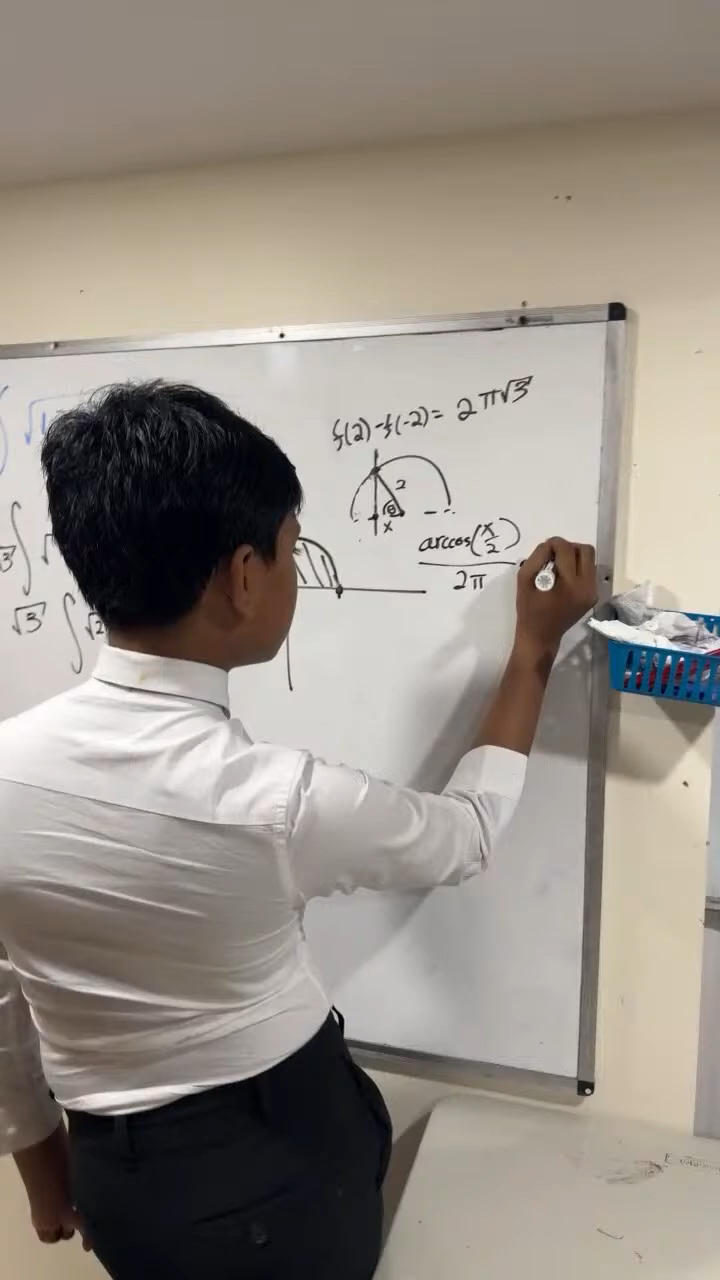 f(2) - f(-2) = 2π√3
2
θ
x
arccos(x/2)
2π
3 ∫ √
√3 ∫ √2